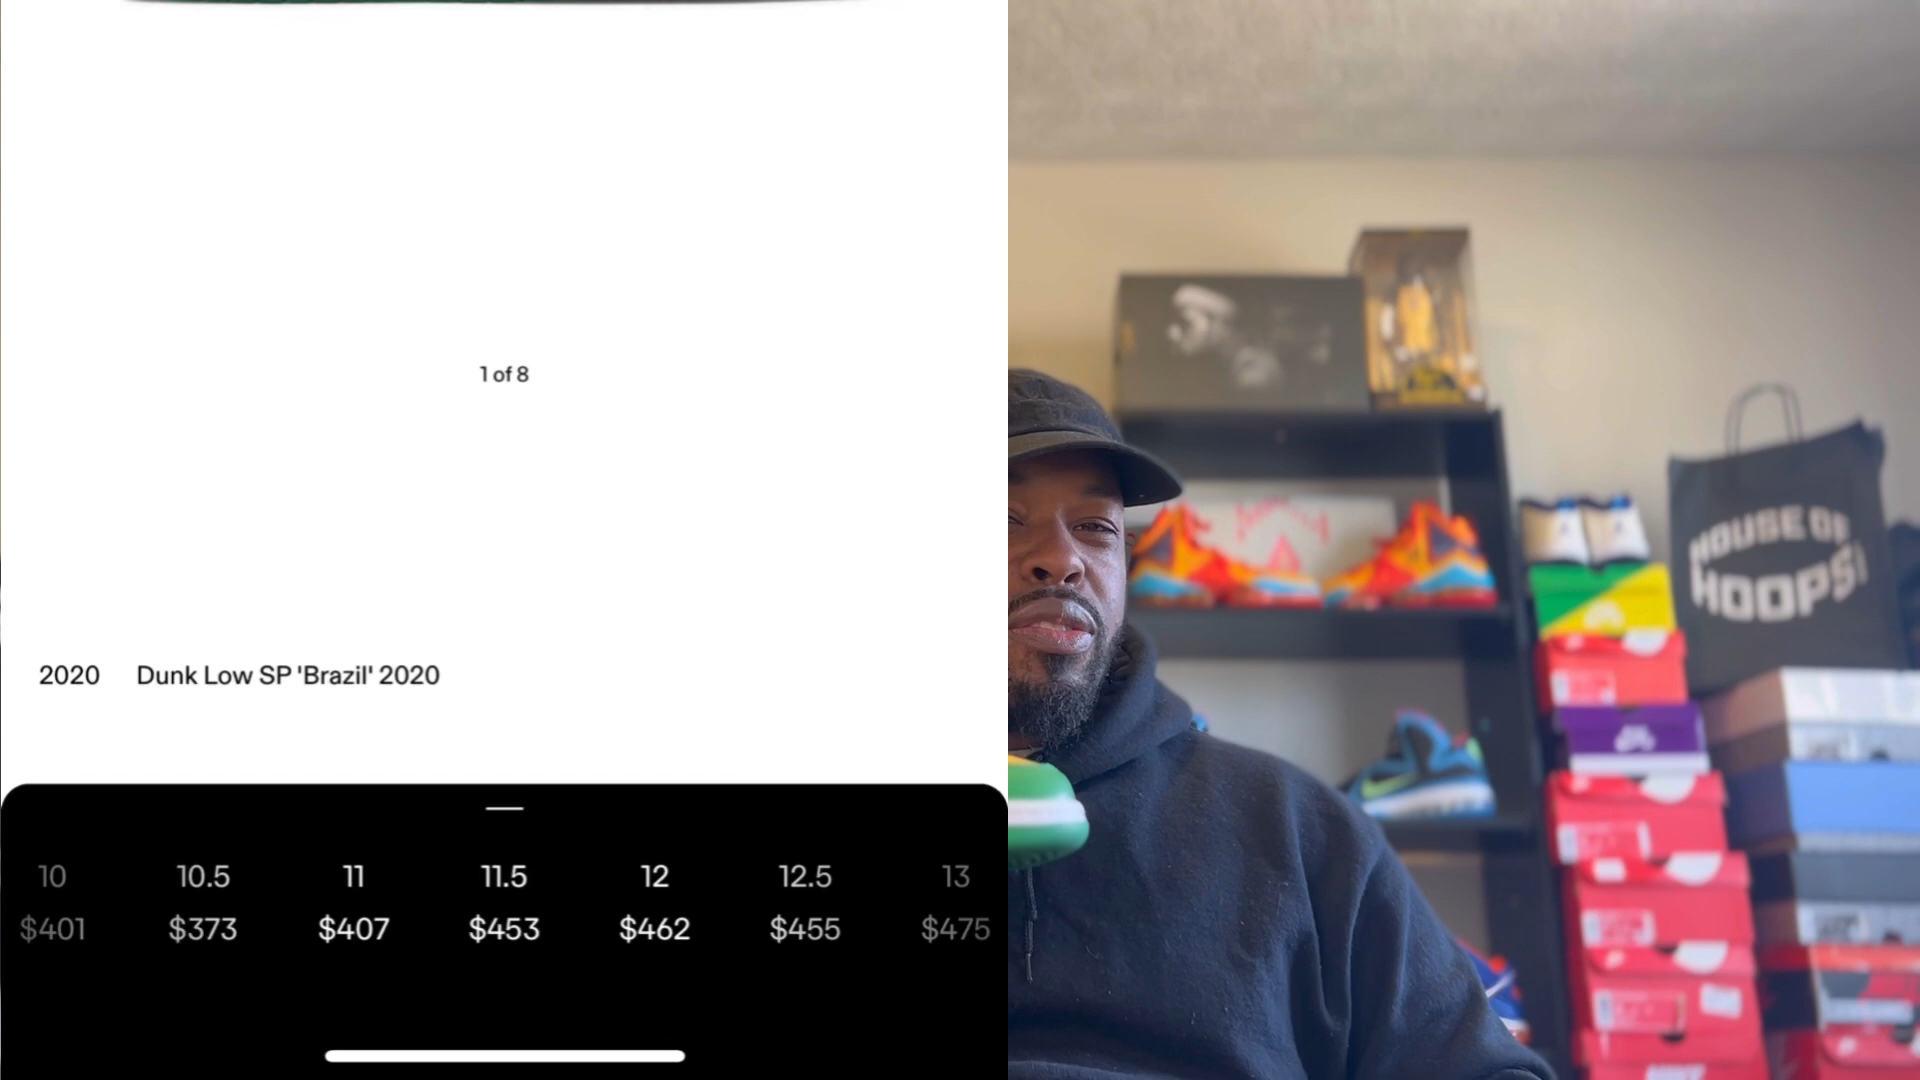 1 of 8
2020 Dunk Low SP 'Brazil' 2020
10 10.5 11 11.5 12 12.5 13
$401 $373 $407 $453 $462 $455 $475
HOUSE OF
HOOPS